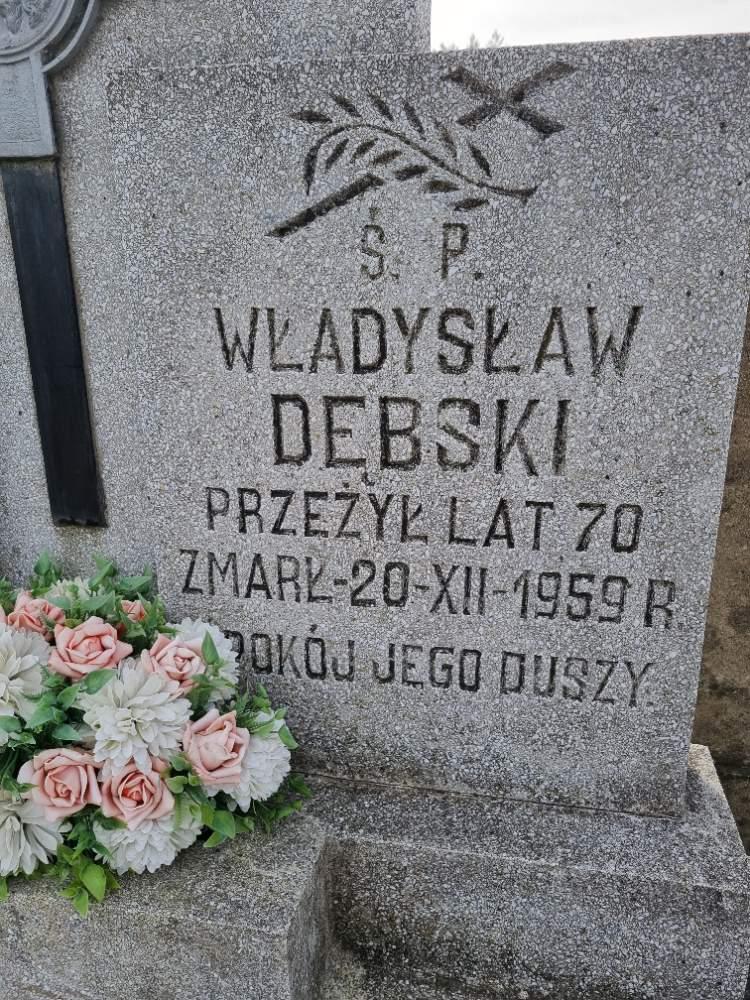 Ś. P.
WŁADYSŁAW
DĘBSKI
PRZEŻYŁ LAT 70
ZMARŁ-20-XII-1959 R.
POKÓJ JEGO DUSZY.